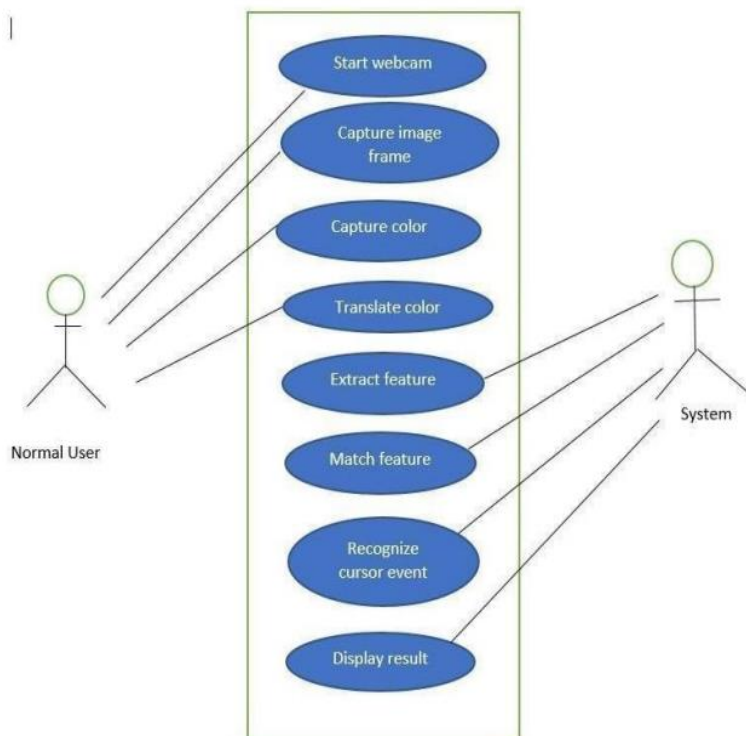 Start webcam
Capture image
frame
Capture color
Translate color
Extract feature
Match feature
Recognize
cursor event
Display result
Normal User
System